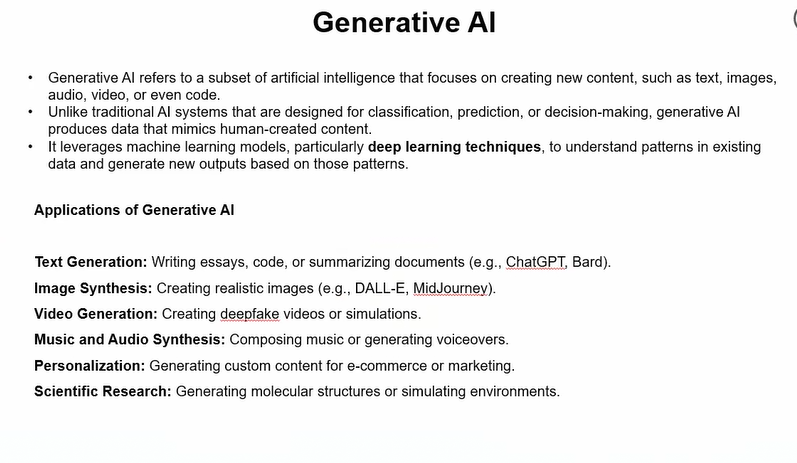 Generative AI
• Generative AI refers to a subset of artificial intelligence that focuses on creating new content, such as text, images,
audio, video, or even code.
• Unlike traditional AI systems that are designed for classification, prediction, or decision-making, generative AI
produces data that mimics human-created content.
• It leverages machine learning models, particularly deep learning techniques, to understand patterns in existing
data and generate new outputs based on those patterns.
Applications of Generative AI
Text Generation: Writing essays, code, or summarizing documents (e.g., ChatGPT, Bard).
Image Synthesis: Creating realistic images (e.g., DALL-E, MidJourney).
Video Generation: Creating deepfake videos or simulations.
Music and Audio Synthesis: Composing music or generating voiceovers.
Personalization: Generating custom content for e-commerce or marketing.
Scientific Research: Generating molecular structures or simulating environments.